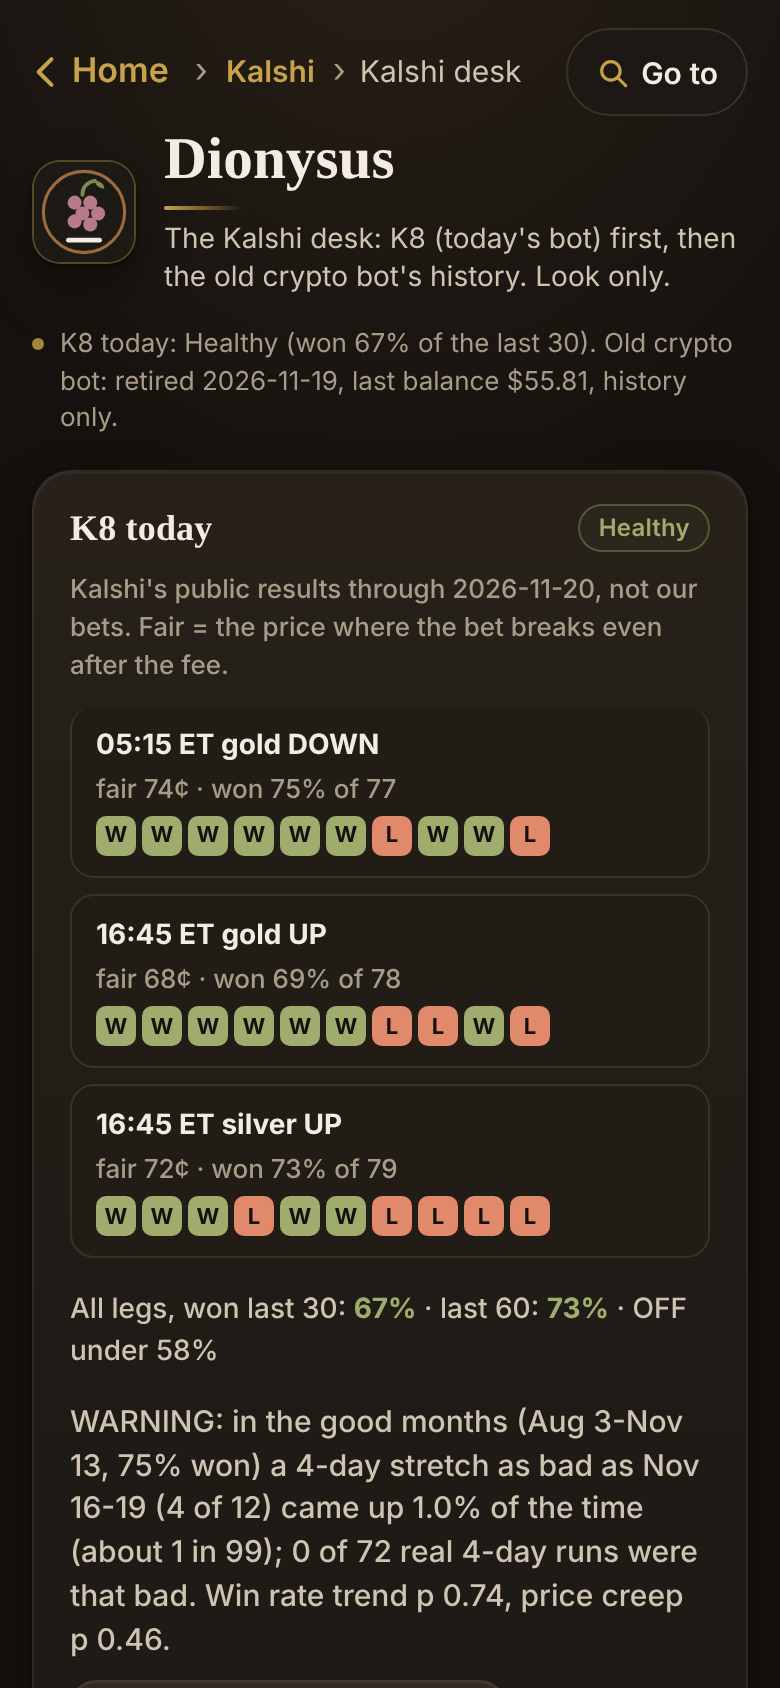 Home › Kalshi › Kalshi desk
Go to
Dionysus
The Kalshi desk: K8 (today's bot) first, then
the old crypto bot's history. Look only.
K8 today: Healthy (won 67% of the last 30). Old crypto
bot: retired 2026-11-19, last balance $55.81, history
only.
K8 today
Healthy
Kalshi's public results through 2026-11-20, not our
bets. Fair = the price where the bet breaks even
after the fee.
05:15 ET gold DOWN
fair 74¢ · won 75% of 77
W W W W W W L W W L
16:45 ET gold UP
fair 68¢ · won 69% of 78
W W W W W W L L W L
16:45 ET silver UP
fair 72¢ · won 73% of 79
W W W L W W L L L L
All legs, won last 30: 67% · last 60: 73% · OFF
under 58%
WARNING: in the good months (Aug 3-Nov
13, 75% won) a 4-day stretch as bad as Nov
16-19 (4 of 12) came up 1.0% of the time
(about 1 in 99); 0 of 72 real 4-day runs were
that bad. Win rate trend p 0.74, price creep
p 0.46.